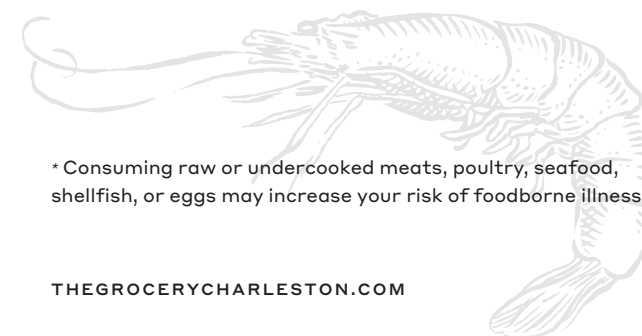 * Consuming raw or undercooked meats, poultry, seafood,
shellfish, or eggs may increase your risk of foodborne illness
THEGROCERYCHARLESTON.COM